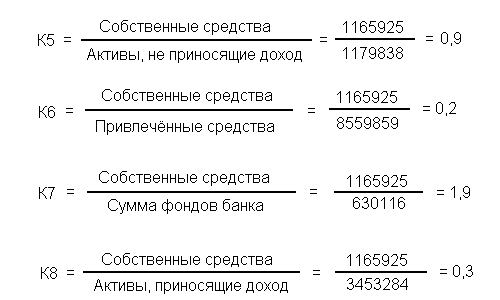 К5 = Собственные средства / Активы, не приносящие доход = 1165925 / 1179838 = 0,9
К6 = Собственные средства / Привлечённые средства = 1165925 / 8559859 = 0,2
К7 = Собственные средства / Сумма фондов банка = 1165925 / 630116 = 1,9
К8 = Собственные средства / Активы, приносящие доход = 1165925 / 3453284 = 0,3